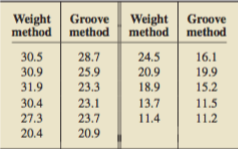 Weight Groove Weight Groove
method method method method
30.5 28.7 24.5 16.1
30.9 25.9 20.9 19.9
31.9 23.3 18.9 15.2
30.4 23.1 13.7 11.5
27.3 23.7 11.4 11.2
20.4 20.9